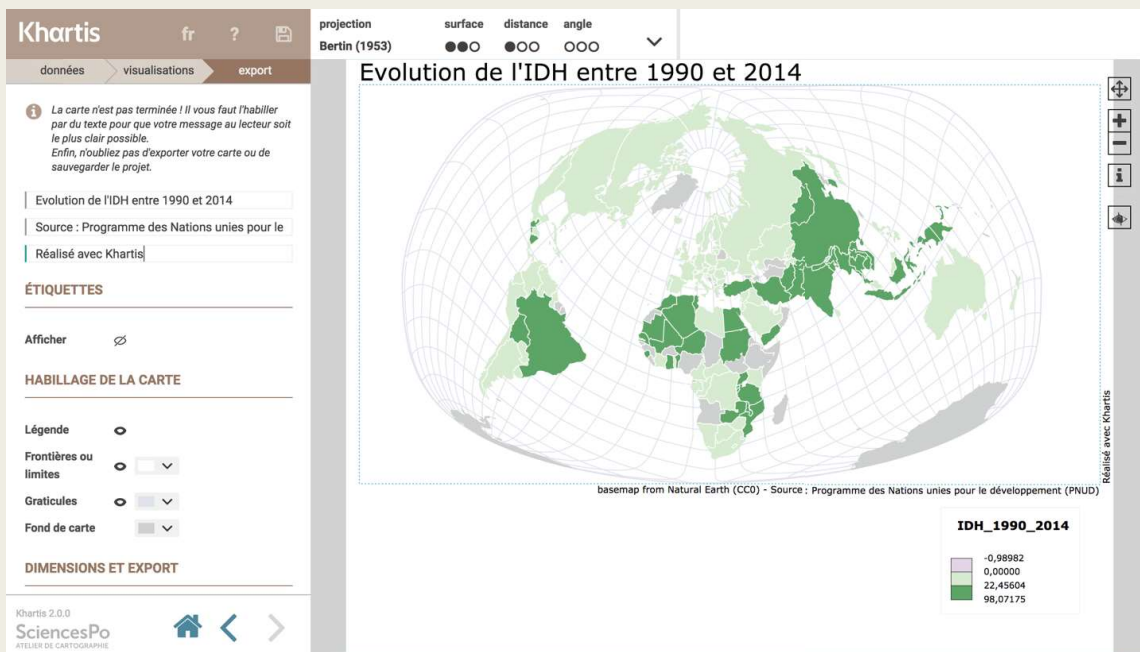 Khartis
fr
?
données
visualisations
export
La carte n'est pas terminée ! Il vous faut l'habiller
par du texte pour que votre message au lecteur soit
le plus clair possible.
Enfin, n'oubliez pas d'exporter votre carte ou de
sauvegarder le projet.
Evolution de l'IDH entre 1990 et 2014
Source : Programme des Nations unies pour le
Réalisé avec Khartis
ÉTIQUETTES
Afficher
HABILLAGE DE LA CARTE
Légende
Frontières ou
limites
Graticules
Fond de carte
DIMENSIONS ET EXPORT
Khartis 2.0.0
SciencesPo
ATELIER DE CARTOGRAPHIE
projection surface distance angle
Bertin (1953)
Evolution de l'IDH entre 1990 et 2014
Réalisé avec Khartis
basemap from Natural Earth (CC0) - Source : Programme des Nations unies pour le développement (PNUD)
IDH_1990_2014
-0,98982
0,00000
22,45604
98,07175